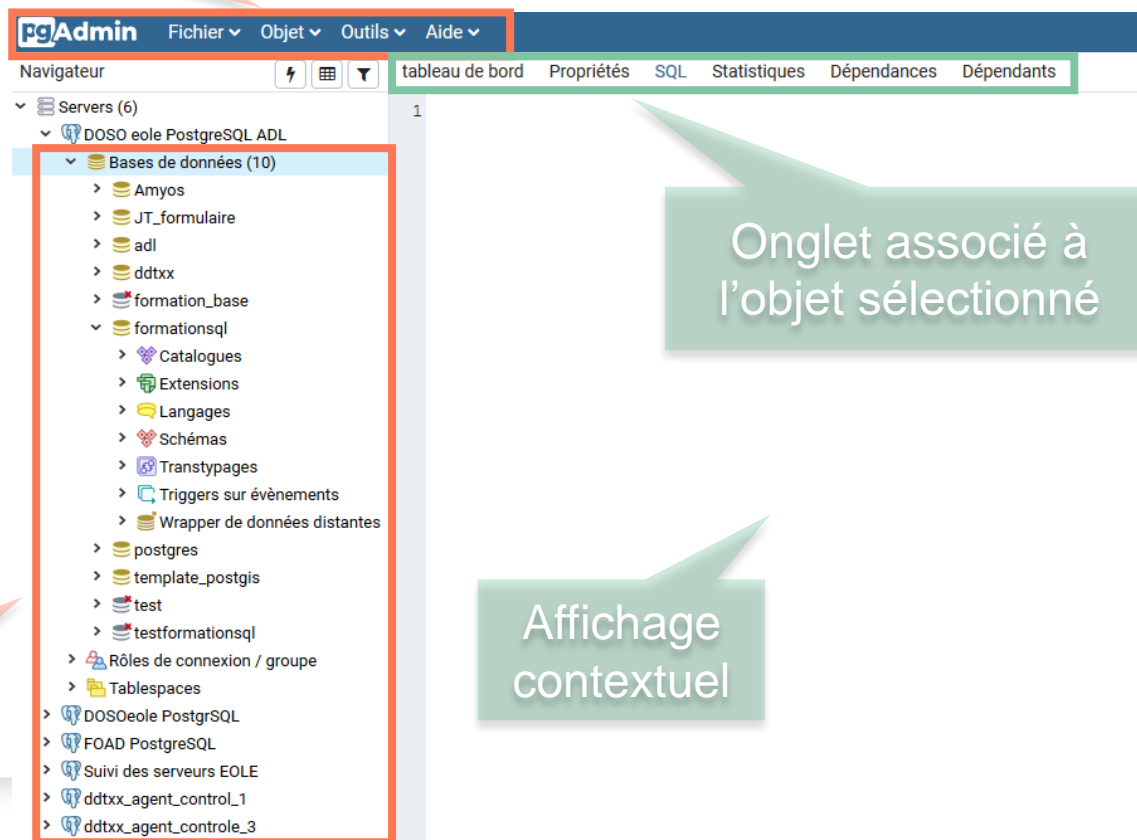 pgAdmin Fichier Objet Outils Aide
Navigateur
tableau de bord Propriétés SQL Statistiques Dépendances Dépendants
1
Servers (6)
DOSO eole PostgreSQL ADL
Bases de données (10)
Amyos
JT_formulaire
adl
ddtxx
formation_base
formationsql
Catalogues
Extensions
Langages
Schémas
Transtypages
Triggers sur évènements
Wrapper de données distantes
postgres
template_postgis
test
testformationsql
Rôles de connexion / groupe
Tablespaces
DOSOeole PostgrSQL
FOAD PostgreSQL
Suivi des serveurs EOLE
ddtxx_agent_control_1
ddtxx_agent_controle_3
Onglet associé à
l’objet sélectionné
Affichage
contextuel